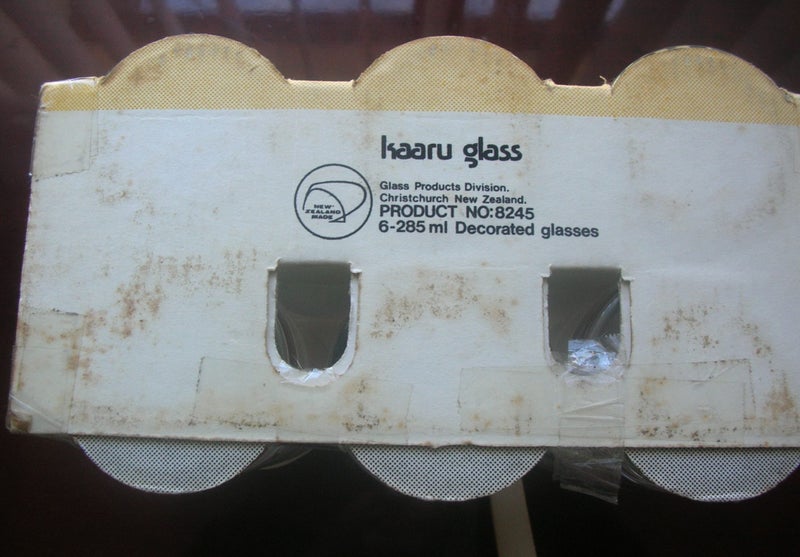 kaaru glass
NEW
ZEALAND
MADE
Glass Products Division.
Christchurch New Zealand.
PRODUCT NO:8245
6-285 ml Decorated glasses